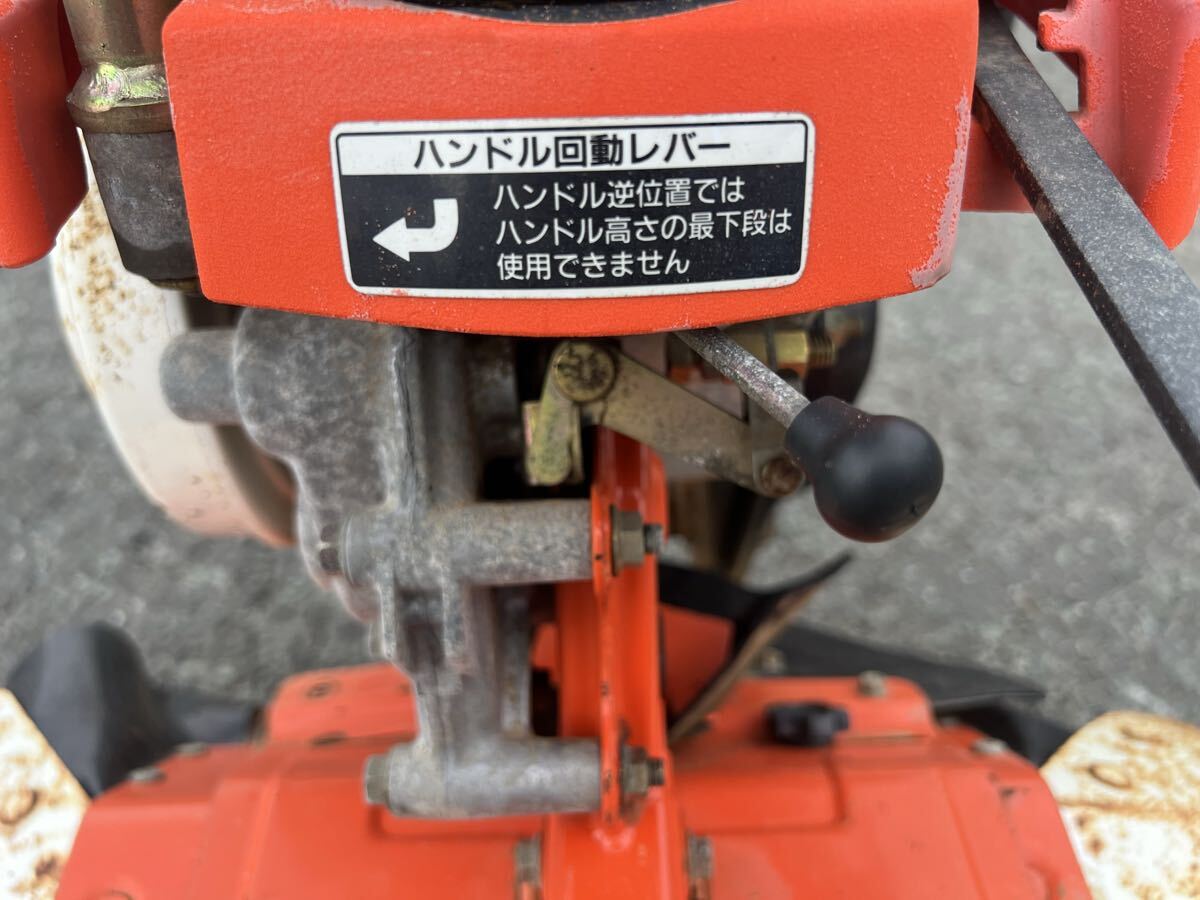 ハンドル回動レバー
ハンドル逆位置では
ハンドル高さの最下段は
使用できません